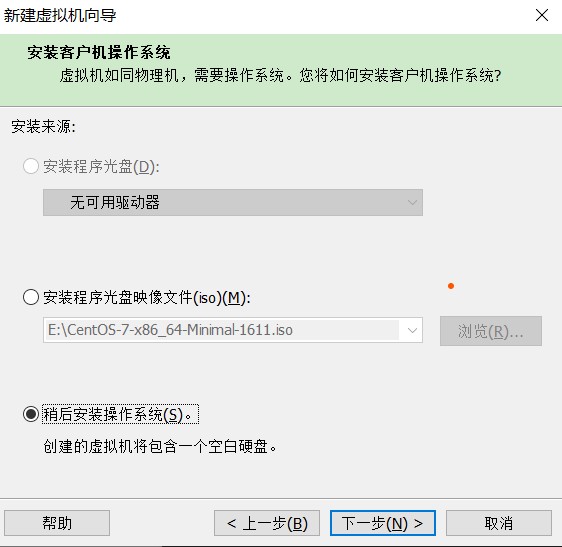 新建虚拟机向导
安装客户机操作系统
虚拟机如同物理机，需要操作系统。您将如何安装客户机操作系统?
安装来源:
安装程序光盘(D):
无可用驱动器
安装程序光盘映像文件(iso)(M):
E:\CentOS-7-x86_64-Minimal-1611.iso
浏览(R)...
稍后安装操作系统(S)。
创建的虚拟机将包含一个空白硬盘。
帮助
< 上一步(B)
下一步(N) >
取消